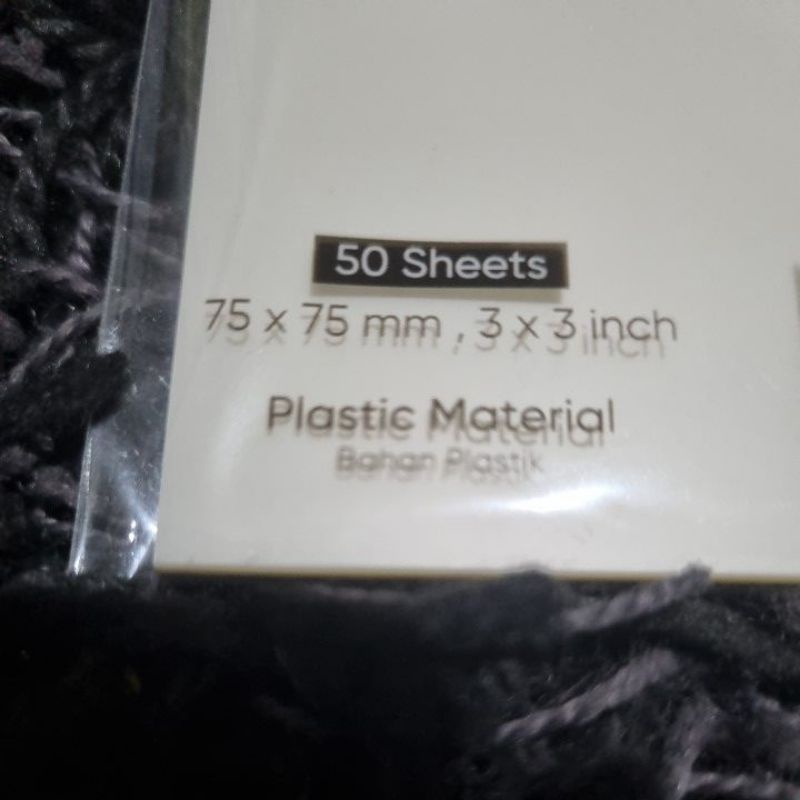 50 Sheets
75 x 75 mm , 3 x 3 inch
Plastic Material
Bahan Plastik